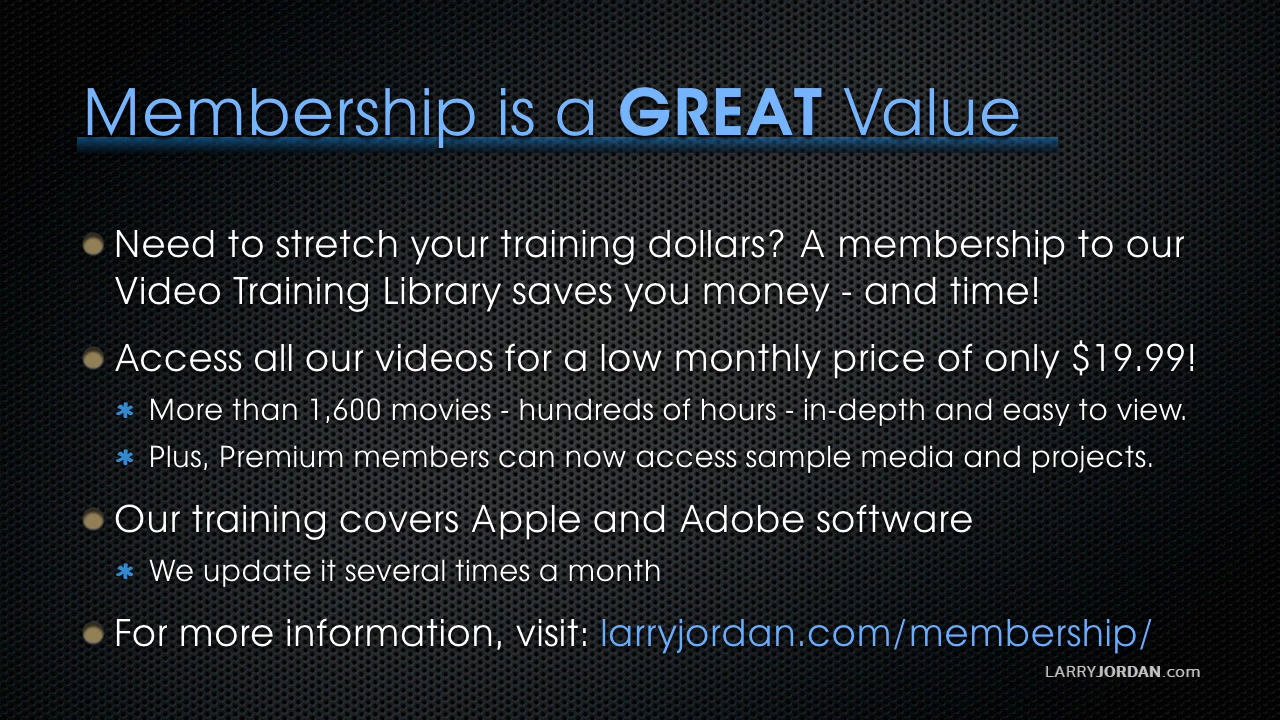 Membership is a GREAT Value
Need to stretch your training dollars? A membership to our
Video Training Library saves you money - and time!
Access all our videos for a low monthly price of only $19.99!
More than 1,600 movies - hundreds of hours - in-depth and easy to view.
Plus, Premium members can now access sample media and projects.
Our training covers Apple and Adobe software
We update it several times a month
For more information, visit: larryjordan.com/membership/
LARRYJORDAN.com